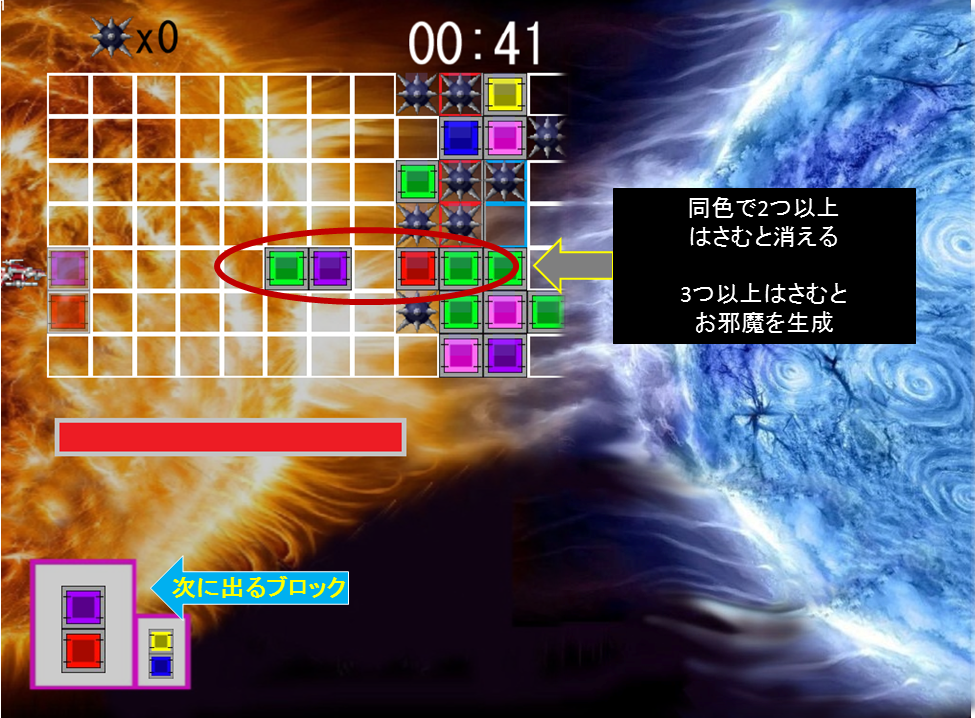 x0
00:41
同色で2つ以上
はさむと消える
3つ以上はさむと
お邪魔を生成
次に出るブロック